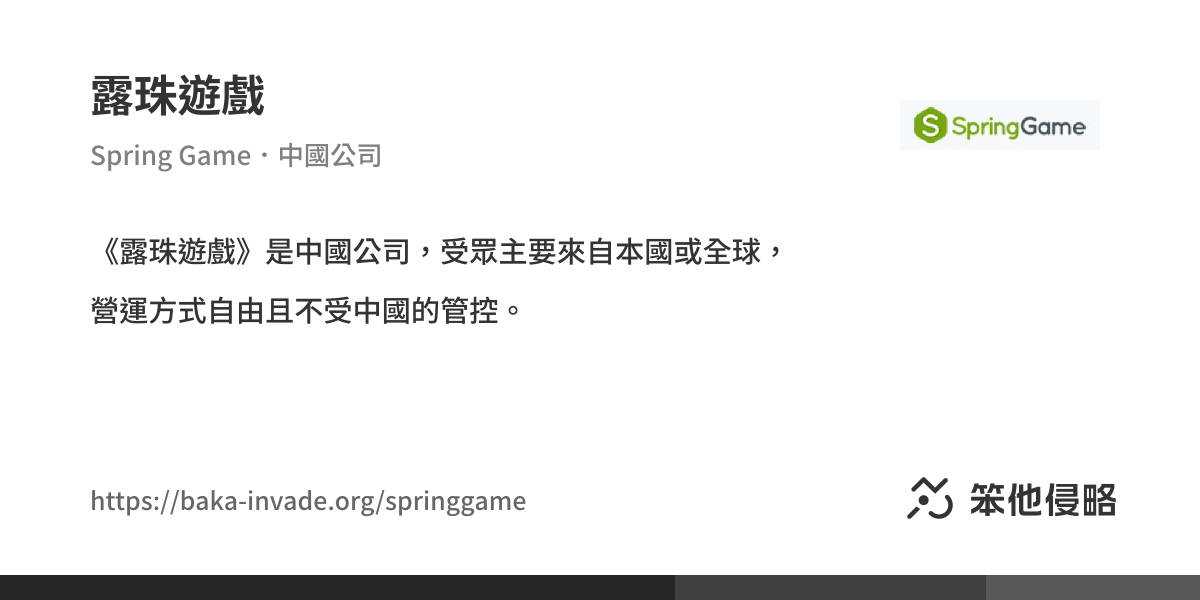 露珠遊戲
SpringGame
Spring Game・中國公司
《露珠遊戲》是中國公司，受眾主要來自本國或全球，
營運方式自由且不受中國的管控。
https://baka-invade.org/springgame
笨他侵略